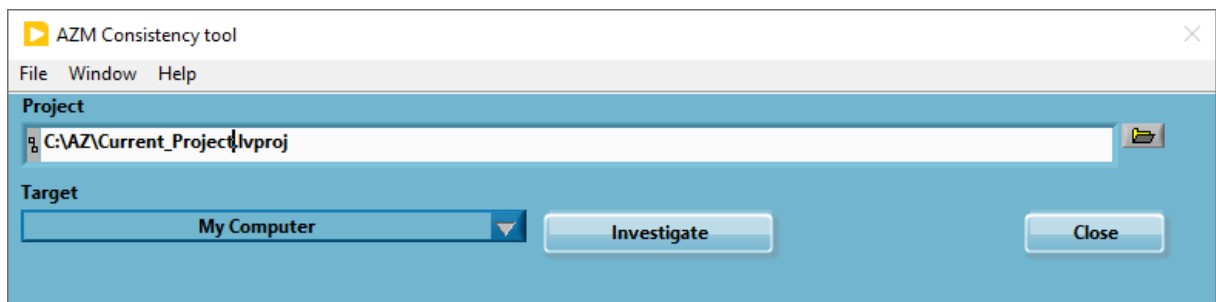 AZM Consistency tool
File Window Help
Project
C:\AZ\Current_Project.lvproj
Target
My Computer
Investigate
Close